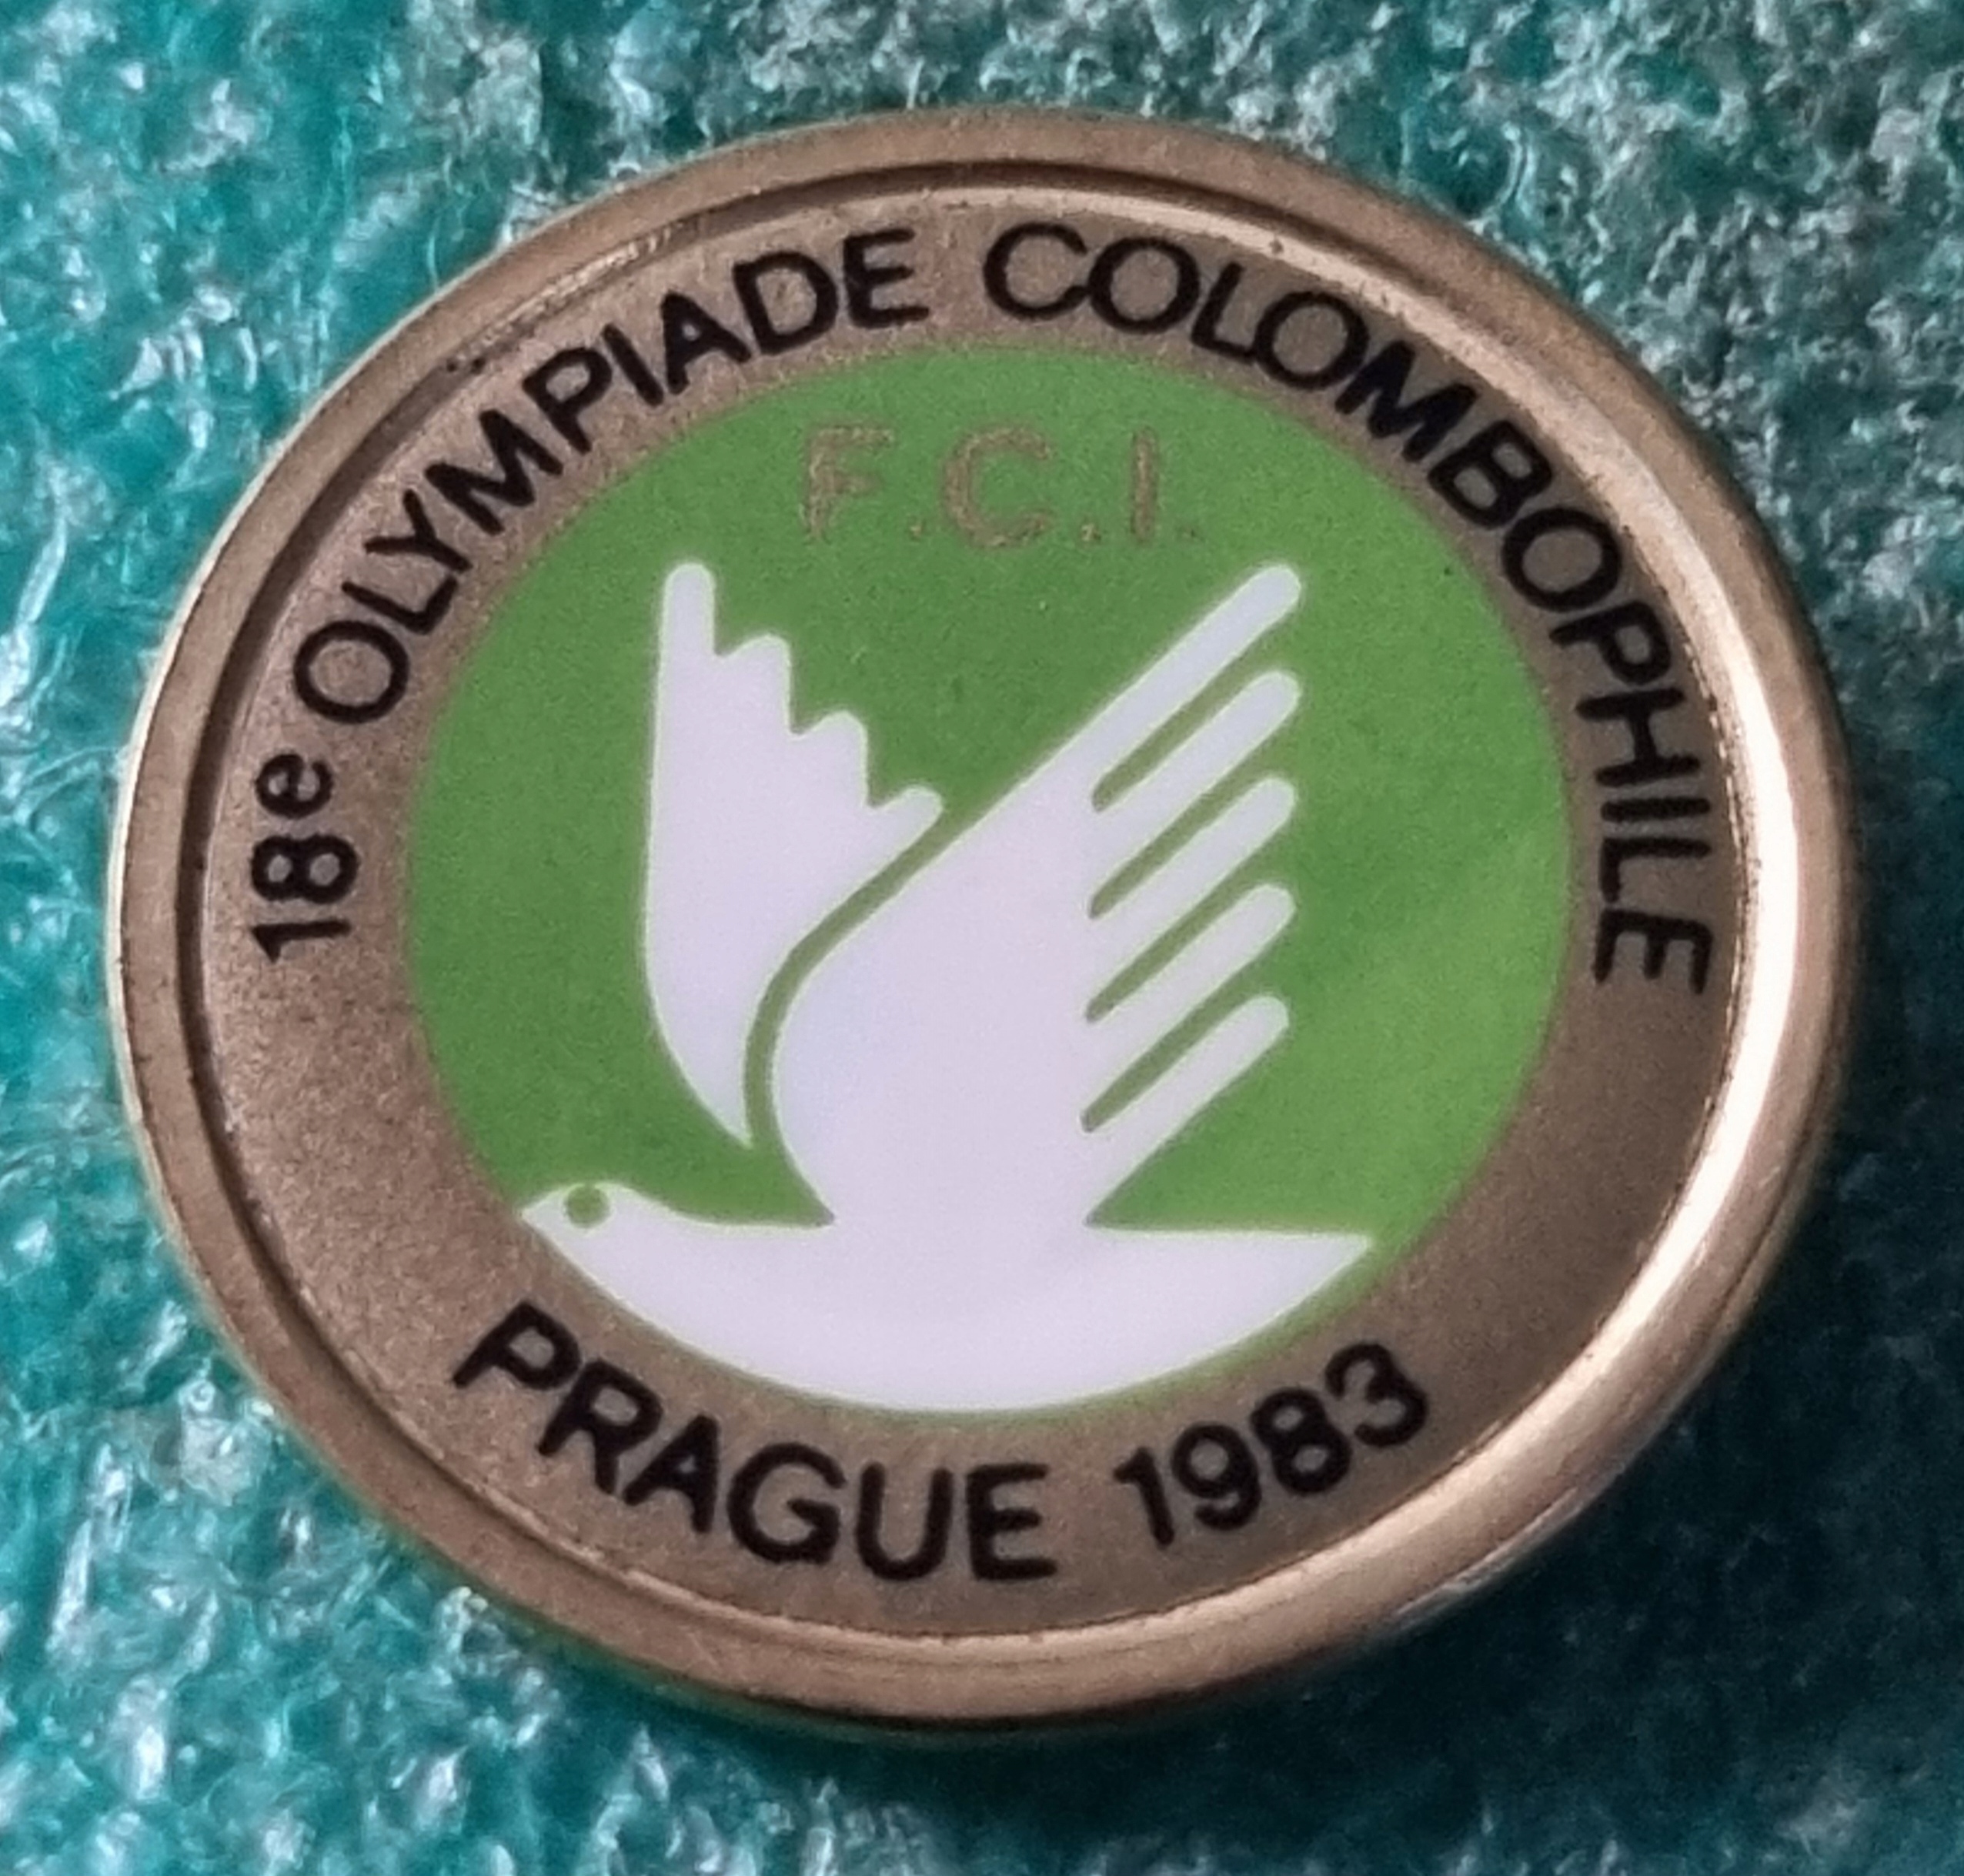 18e OLYMPIADE COLOMBOPHILE
F.C.I.
PRAGUE 1983